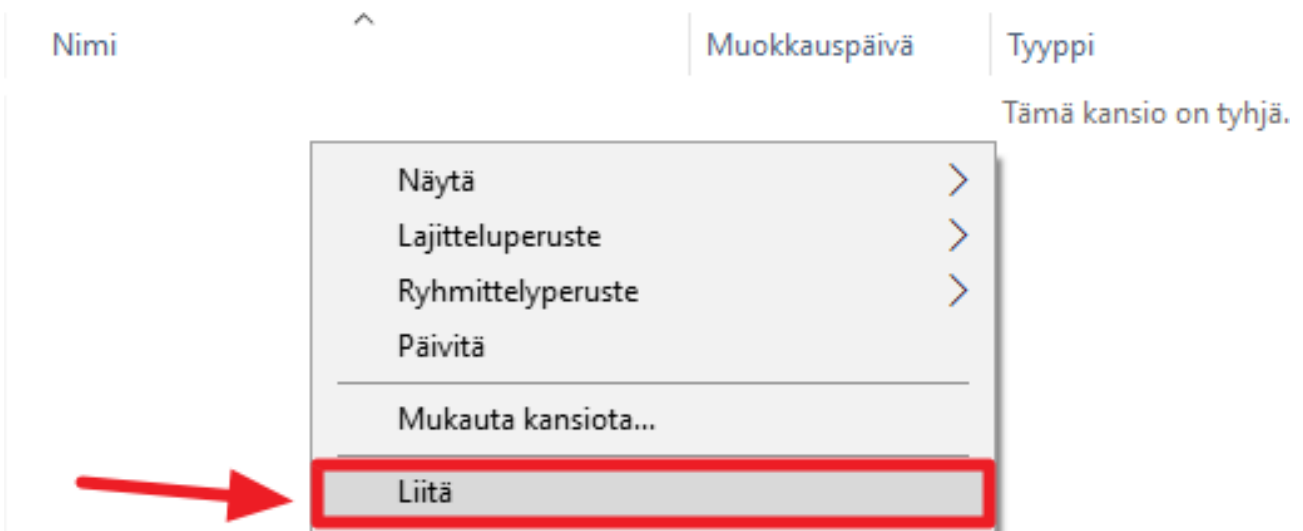 Nimi Muokkauspäivä Tyyppi
Tämä kansio on tyhjä.
Näytä
Lajitteluperuste
Ryhmittelyperuste
Päivitä
Mukauta kansiota...
Liitä